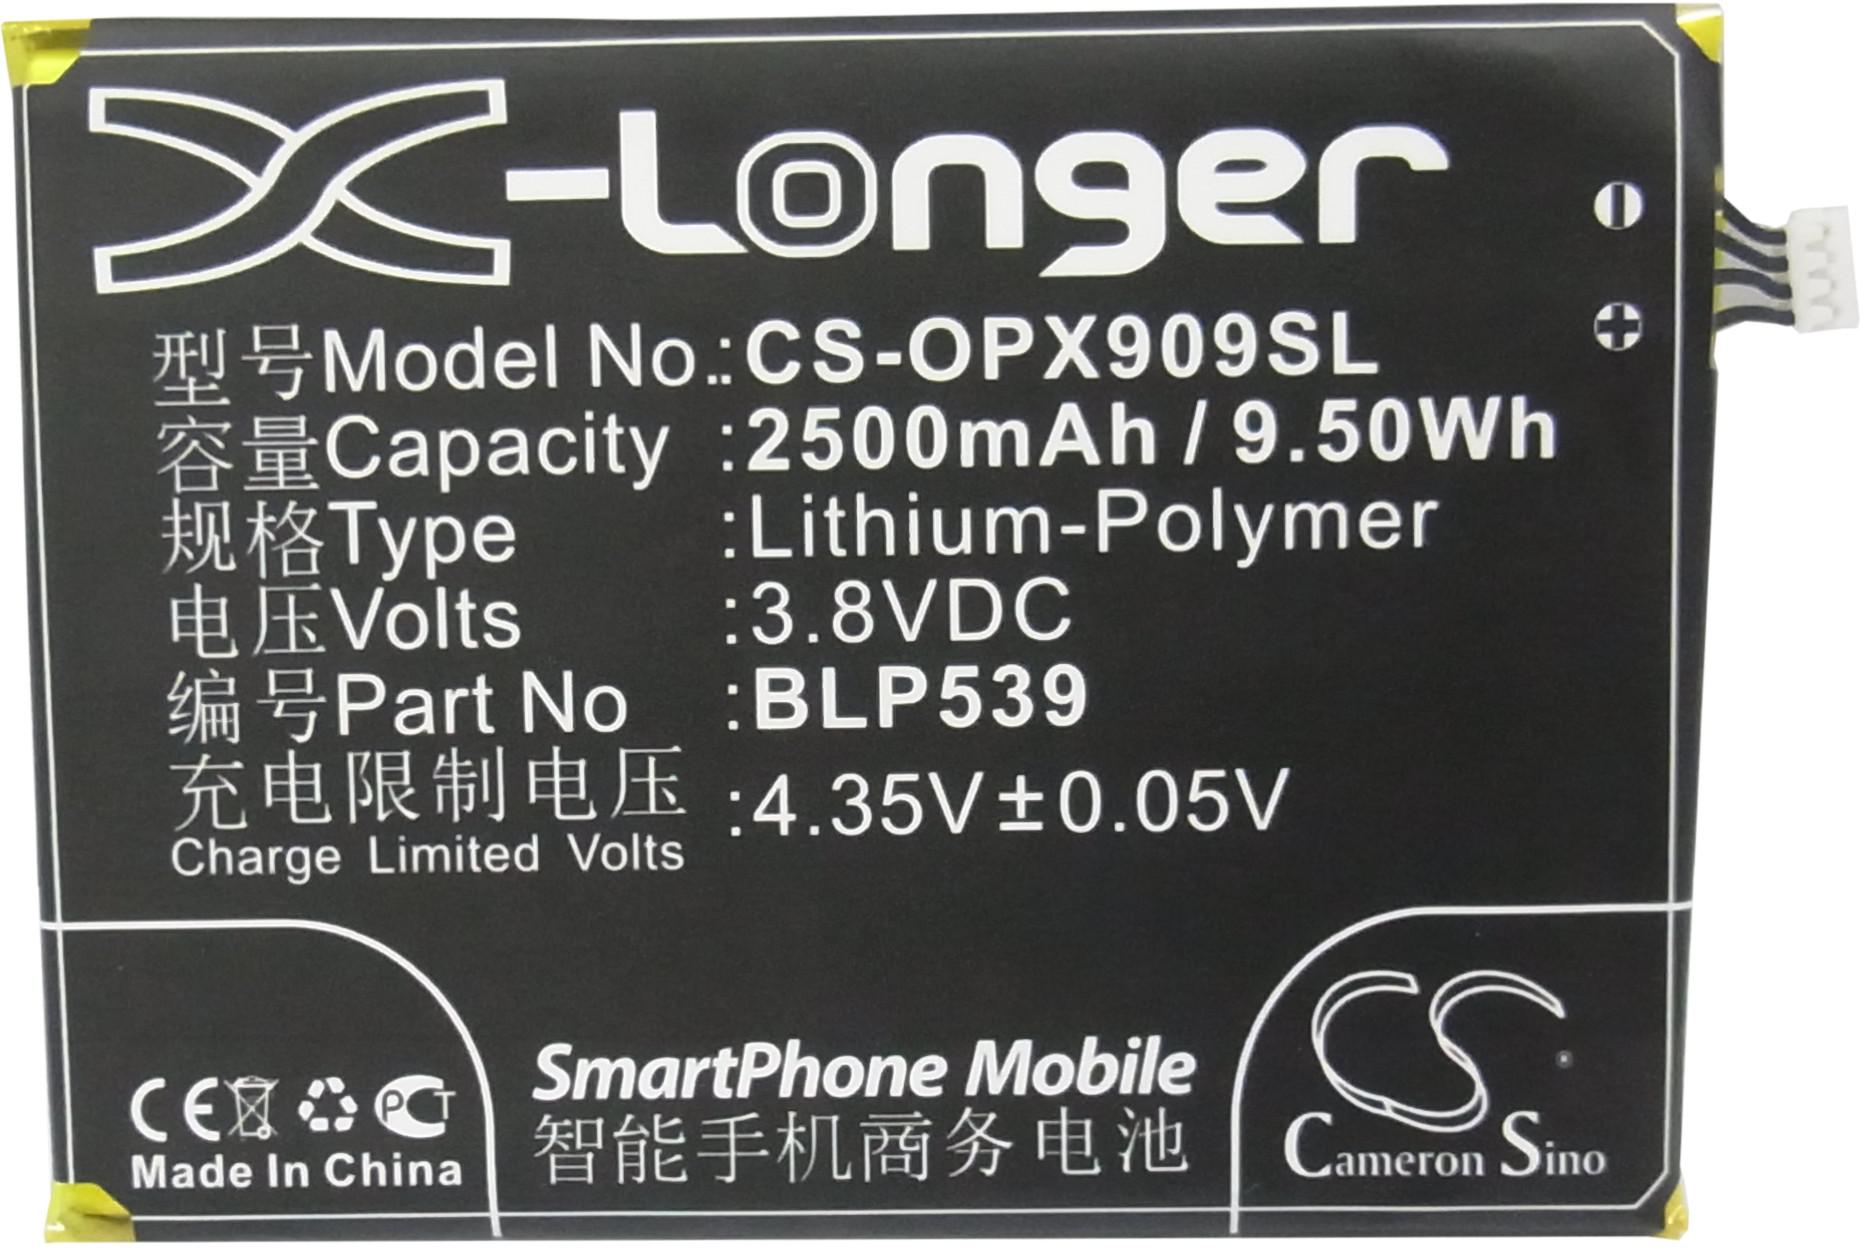 X-Longer
型号Model No.:CS-OPX909SL
容量Capacity :2500mAh / 9.50Wh
规格Type :Lithium-Polymer
电压Volts :3.8VDC
编号Part No :BLP539
充电限制电压 :4.35V±0.05V
Charge Limited Volts
CE PCT
Made In China
SmartPhone Mobile
智能手机商务电池
CS
Cameron Sino